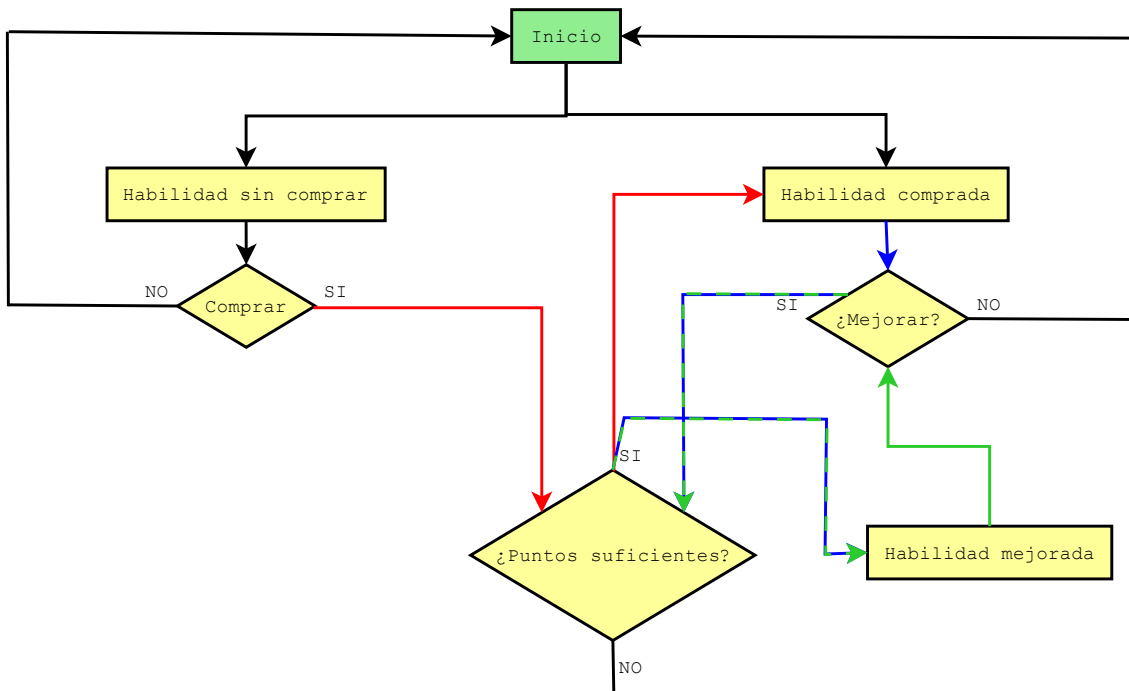 Inicio
Habilidad sin comprar
Habilidad comprada
NO
SI
Comprar
SI
¿Mejorar?
NO
SI
¿Puntos suficientes?
Habilidad mejorada
NO